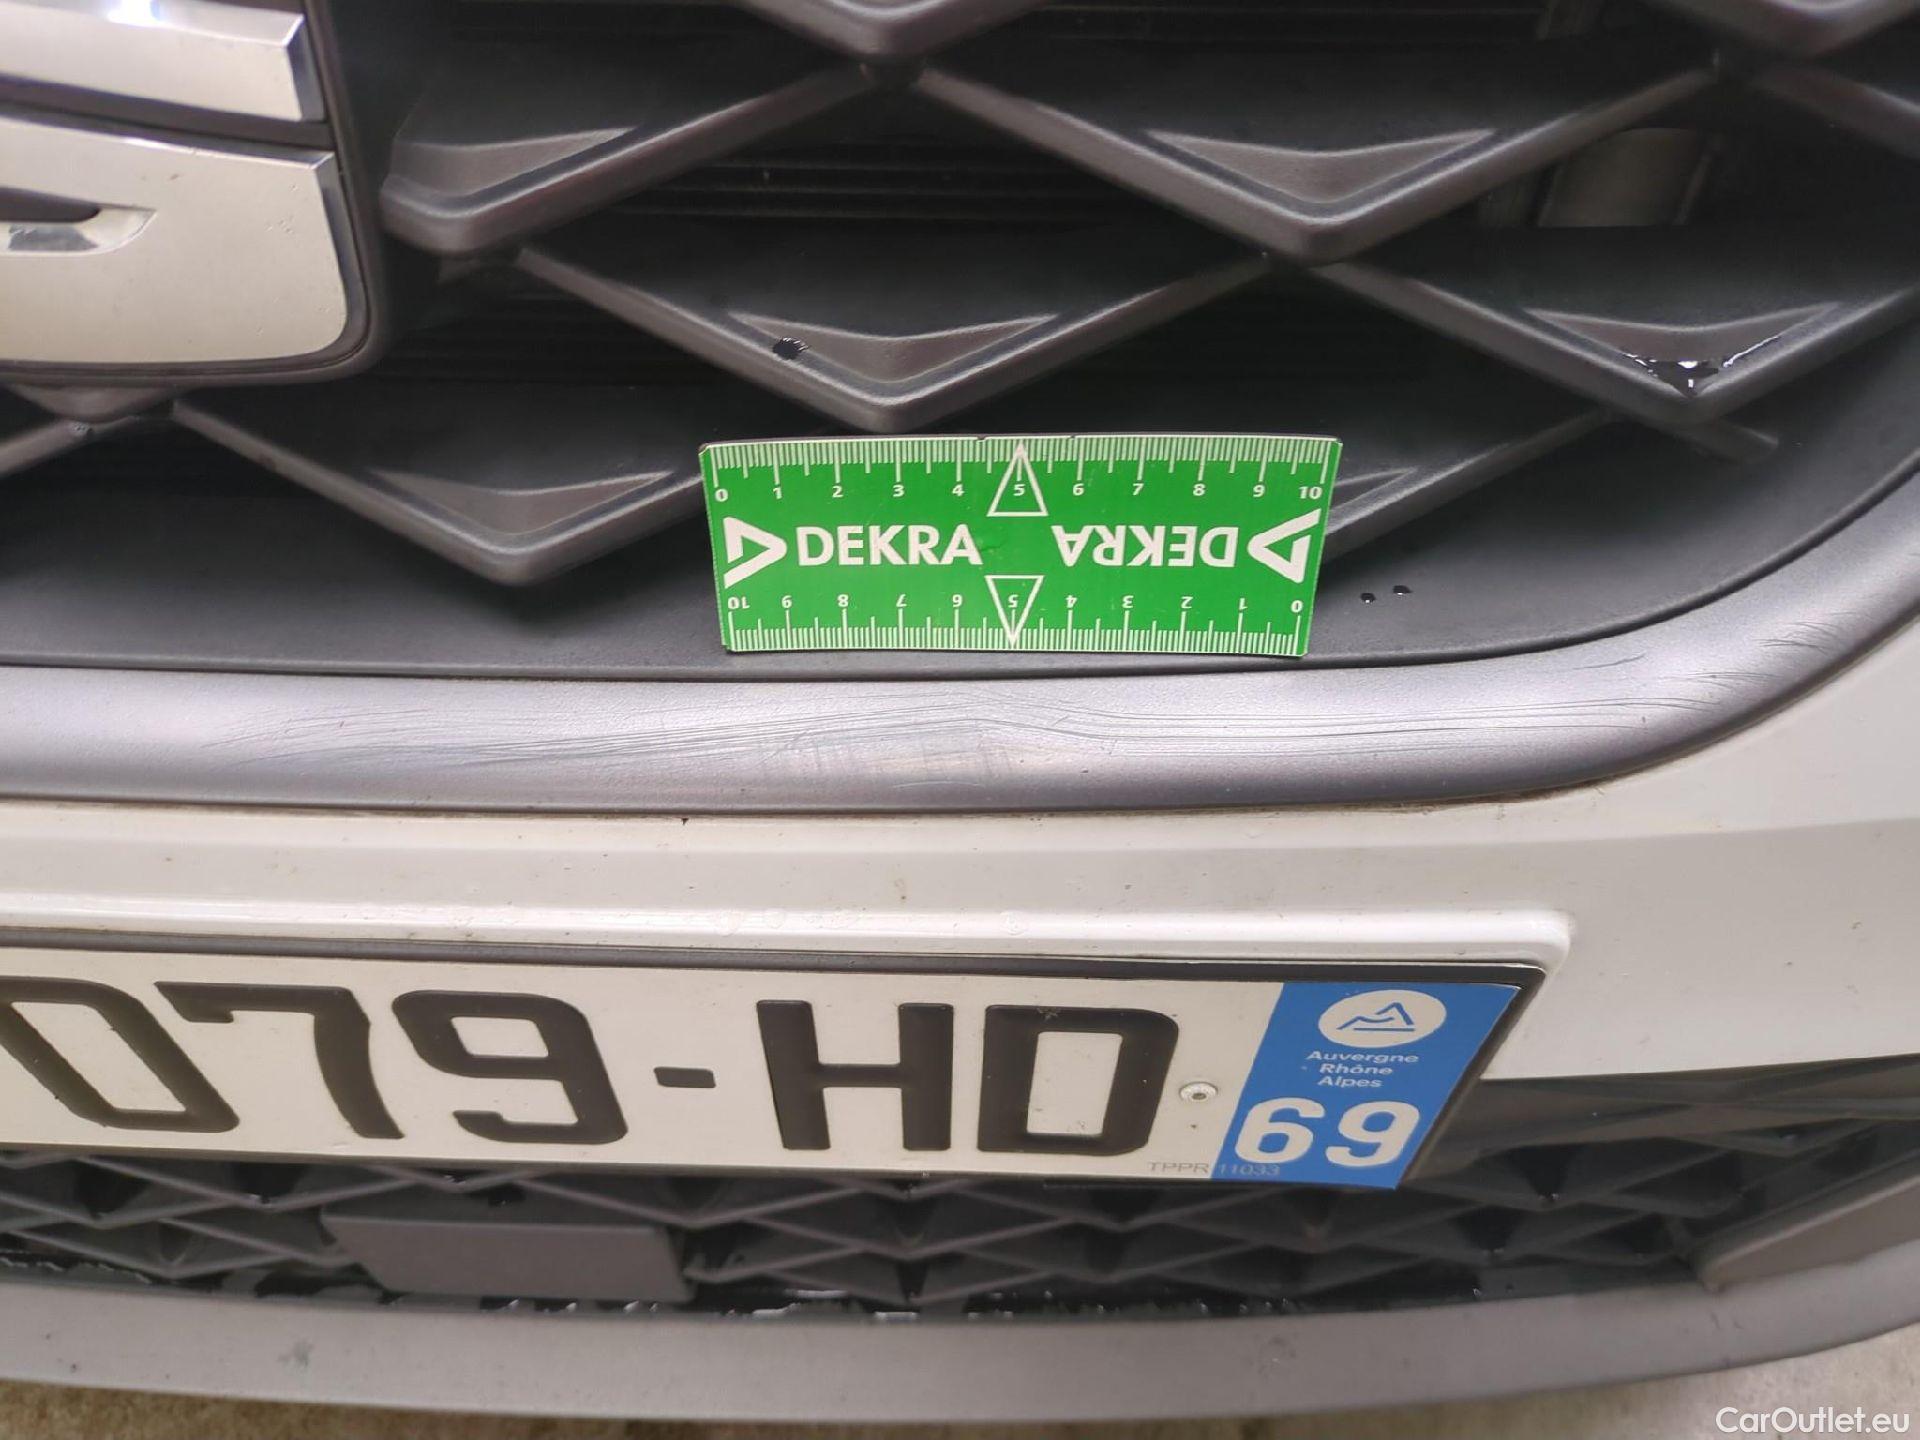 0 1 2 3 4 5 6 7 8 9 10
DEKRA DEKRA
10 9 8 7 6 5 4 3 2 1 0
079-HD
Auvergne
Rhône
Alpes
69
TPPR 11033
CarOutlet.eu